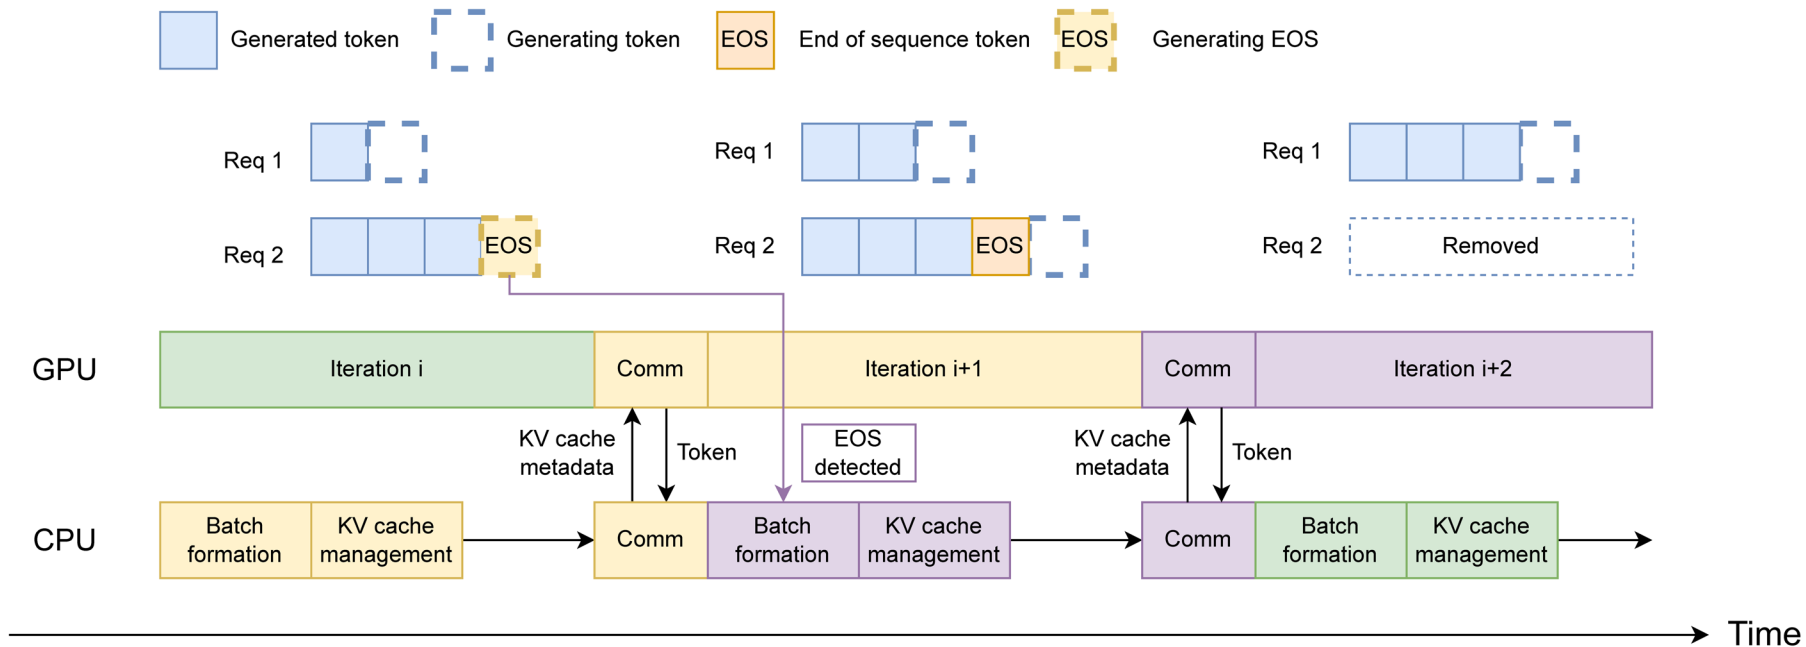 Generated token
Generating token
EOS
End of sequence token
EOS
Generating EOS
Req 1
Req 1
Req 1
Req 2
EOS
Req 2
EOS
Req 2
Removed
GPU
Iteration i
Comm
Iteration i+1
Comm
Iteration i+2
KV cache
metadata
Token
EOS
detected
KV cache
metadata
Token
CPU
Batch
formation
KV cache
management
Comm
Batch
formation
KV cache
management
Comm
Batch
formation
KV cache
management
Time